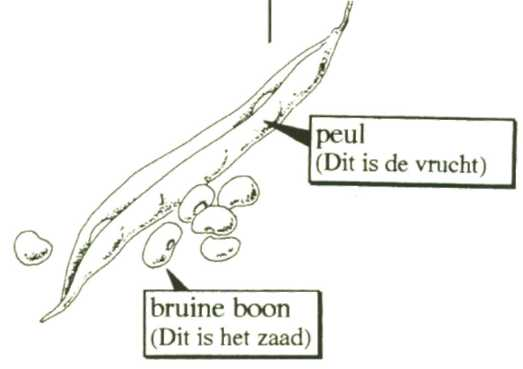 peul
(Dit is de vrucht)
bruine boon
(Dit is het zaad)